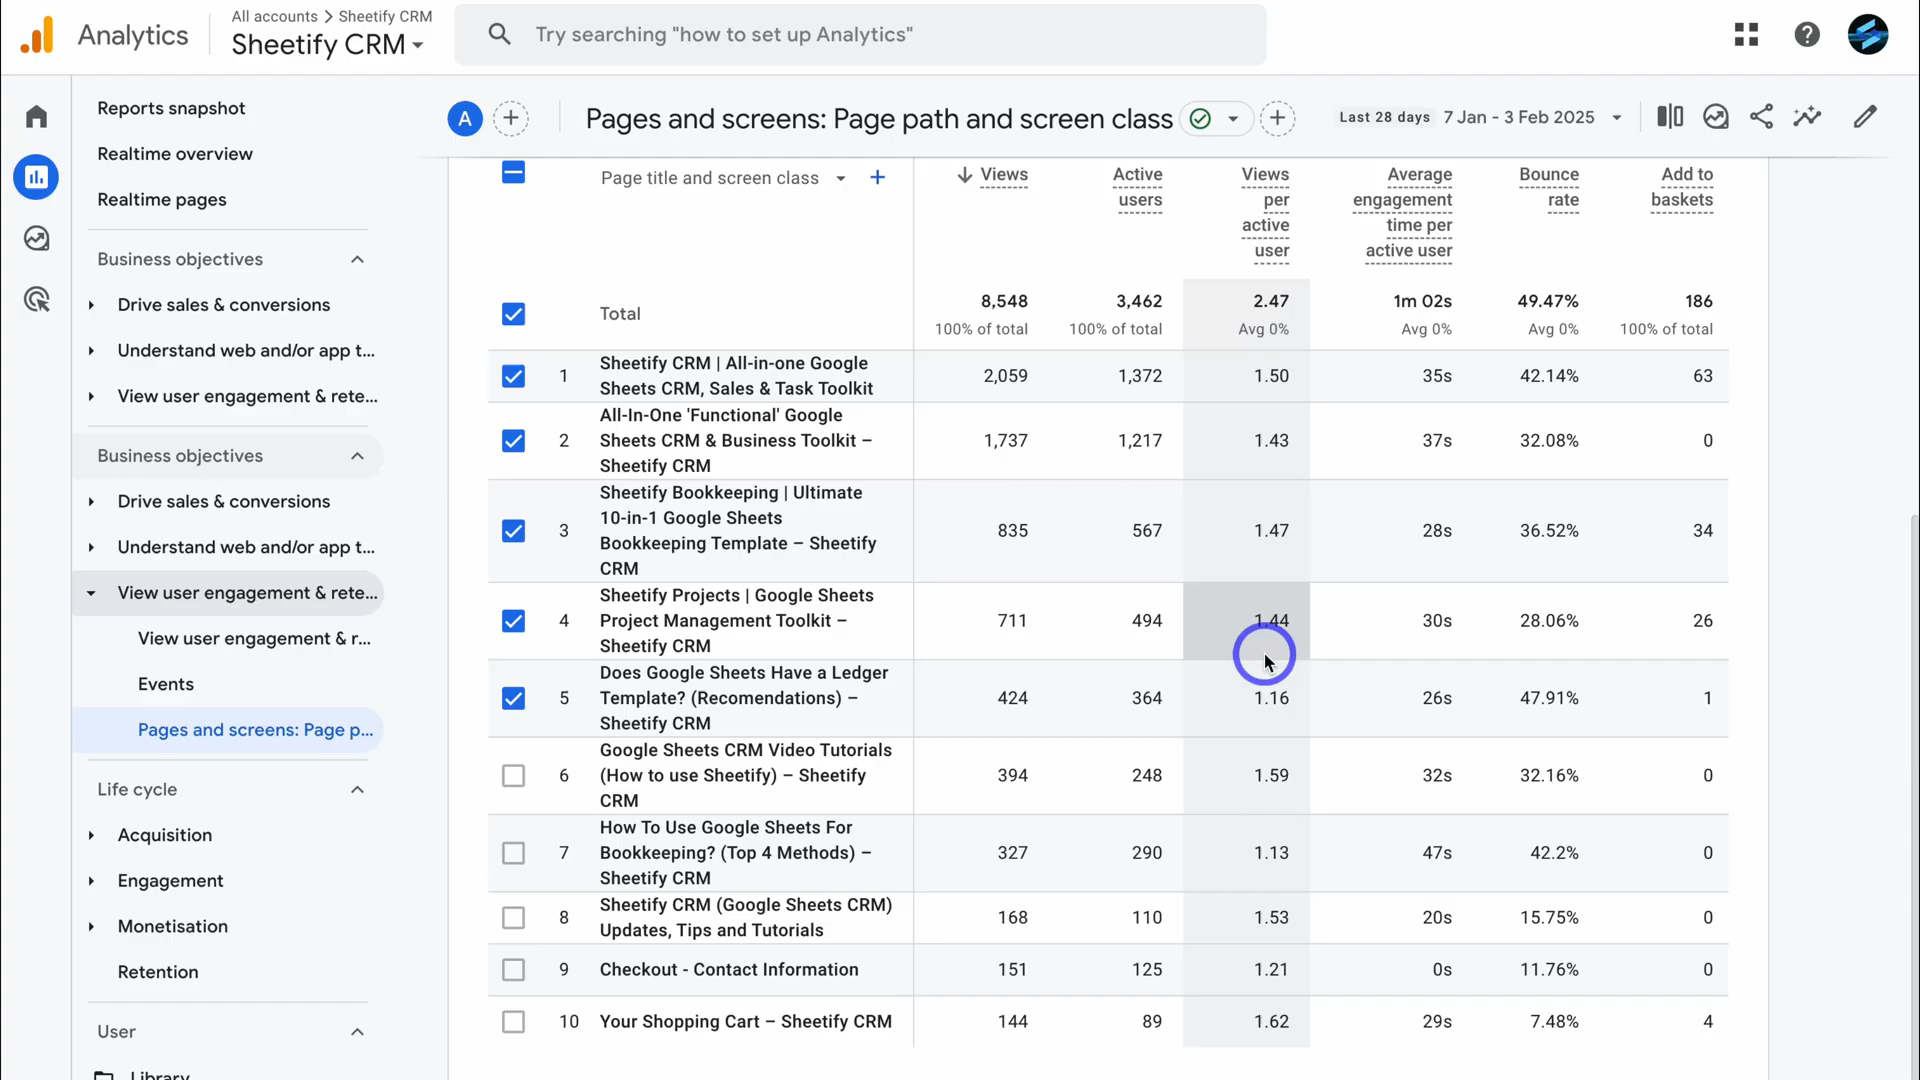 Analytics
All accounts > Sheetify CRM
Sheetify CRM
Try searching "how to set up Analytics"
Reports snapshot
Realtime overview
Realtime pages
Business objectives
Drive sales & conversions
Understand web and/or app t...
View user engagement & rete...
Business objectives
Drive sales & conversions
Understand web and/or app t...
View user engagement & rete...
View user engagement & r...
Events
Pages and screens: Page p...
Life cycle
Acquisition
Engagement
Monetisation
Retention
User
Library
A
Pages and screens: Page path and screen class
Last 28 days 7 Jan - 3 Feb 2025
Page title and screen class
Views
Active
users
Views
per
active
user
Average
engagement
time per
active user
Bounce
rate
Add to
baskets
Total
8,548 3,462 2.47 1m 02s 49.47% 186
100% of total 100% of total Avg 0% Avg 0% Avg 0% 100% of total
1 Sheetify CRM | All-in-one Google
Sheets CRM, Sales & Task Toolkit
2,059 1,372 1.50 35s 42.14% 63
2 All-In-One 'Functional' Google
Sheets CRM & Business Toolkit –
Sheetify CRM
1,737 1,217 1.43 37s 32.08% 0
3 Sheetify Bookkeeping | Ultimate
10-in-1 Google Sheets
Bookkeeping Template – Sheetify
CRM
835 567 1.47 28s 36.52% 34
4 Sheetify Projects | Google Sheets
Project Management Toolkit –
Sheetify CRM
711 494 1.44 30s 28.06% 26
5 Does Google Sheets Have a Ledger
Template? (Recomendations) –
Sheetify CRM
424 364 1.16 26s 47.91% 1
6 Google Sheets CRM Video Tutorials
(How to use Sheetify) – Sheetify
CRM
394 248 1.59 32s 32.16% 0
7 How To Use Google Sheets For
Bookkeeping? (Top 4 Methods) –
Sheetify CRM
327 290 1.13 47s 42.2% 0
8 Sheetify CRM (Google Sheets CRM)
Updates, Tips and Tutorials
168 110 1.53 20s 15.75% 0
9 Checkout - Contact Information
151 125 1.21 0s 11.76% 0
10 Your Shopping Cart – Sheetify CRM
144 89 1.62 29s 7.48% 4